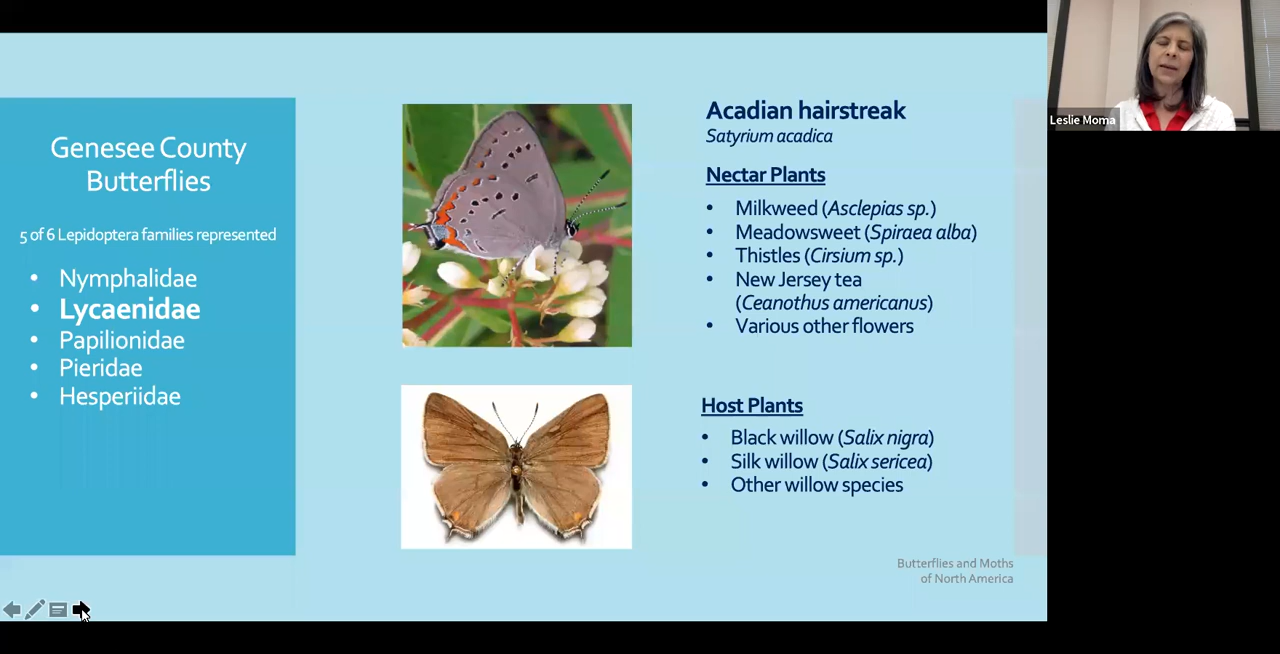 Genesee County
Butterflies
5 of 6 Lepidoptera families represented
• Nymphalidae
• Lycaenidae
• Papilionidae
• Pieridae
• Hesperiidae
Acadian hairstreak
Satyrium acadica
Nectar Plants
• Milkweed (Asclepias sp.)
• Meadowsweet (Spiraea alba)
• Thistles (Cirsium sp.)
• New Jersey tea
(Ceanothus americanus)
• Various other flowers
Host Plants
• Black willow (Salix nigra)
• Silk willow (Salix sericea)
• Other willow species
Butterflies and Moths
of North America
Leslie Moma